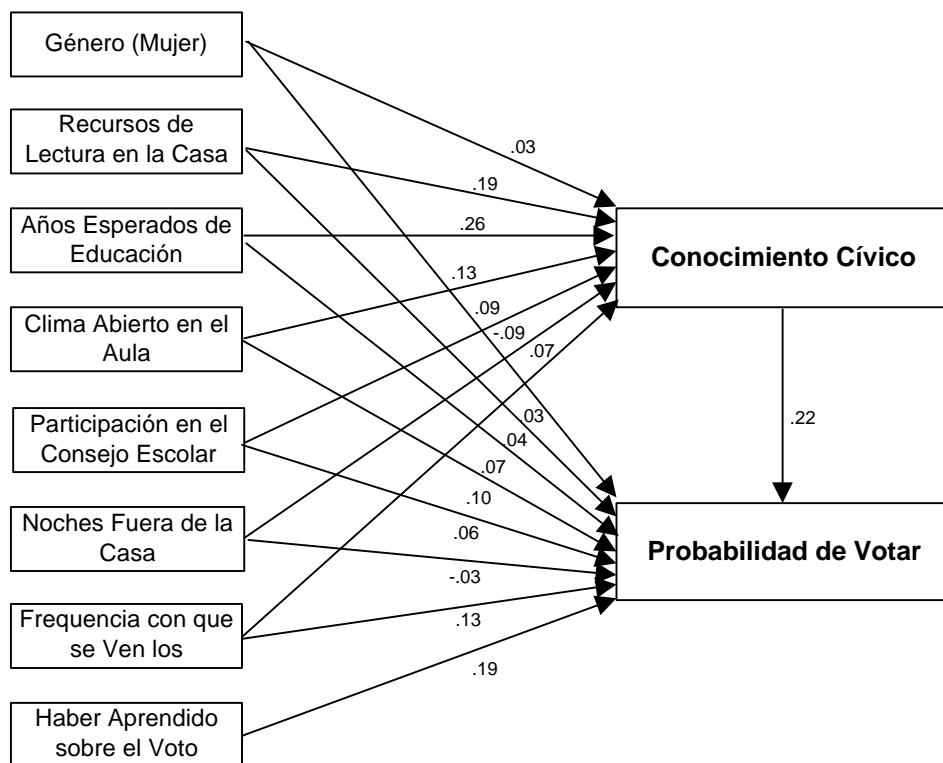 Género (Mujer)
Recursos de
Lectura en la Casa
Años Esperados de
Educación
Clima Abierto en el
Aula
Participación en el
Consejo Escolar
Noches Fuera de la
Casa
Frequencia con que
se Ven los
Haber Aprendido
sobre el Voto
.03
.19
.26
.13
.09
-.09
.07
.03
.04
.07
.10
.06
-.03
.13
.19
Conocimiento Cívico
.22
Probabilidad de Votar